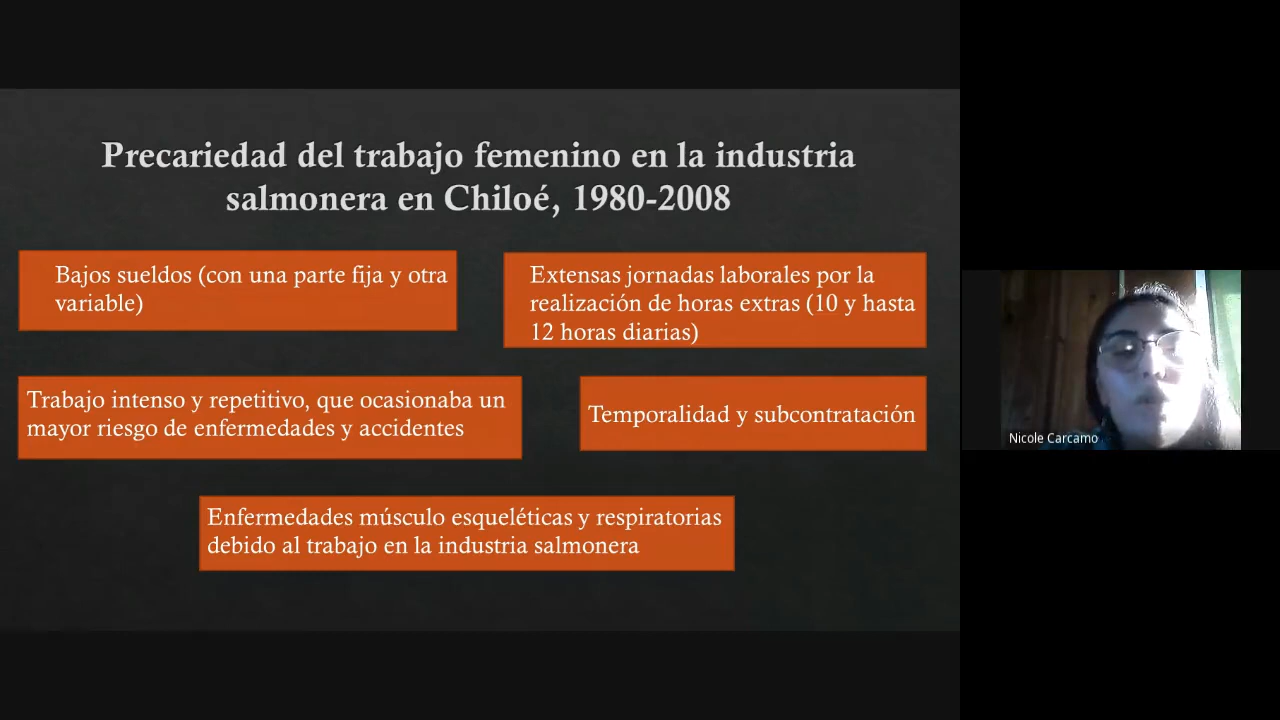 Precariedad del trabajo femenino en la industria
salmonera en Chiloé, 1980-2008
Bajos sueldos (con una parte fija y otra
variable)
Extensas jornadas laborales por la
realización de horas extras (10 y hasta
12 horas diarias)
Trabajo intenso y repetitivo, que ocasionaba un
mayor riesgo de enfermedades y accidentes
Temporalidad y subcontratación
Enfermedades músculo esqueléticas y respiratorias
debido al trabajo en la industria salmonera
Nicole Carcamo